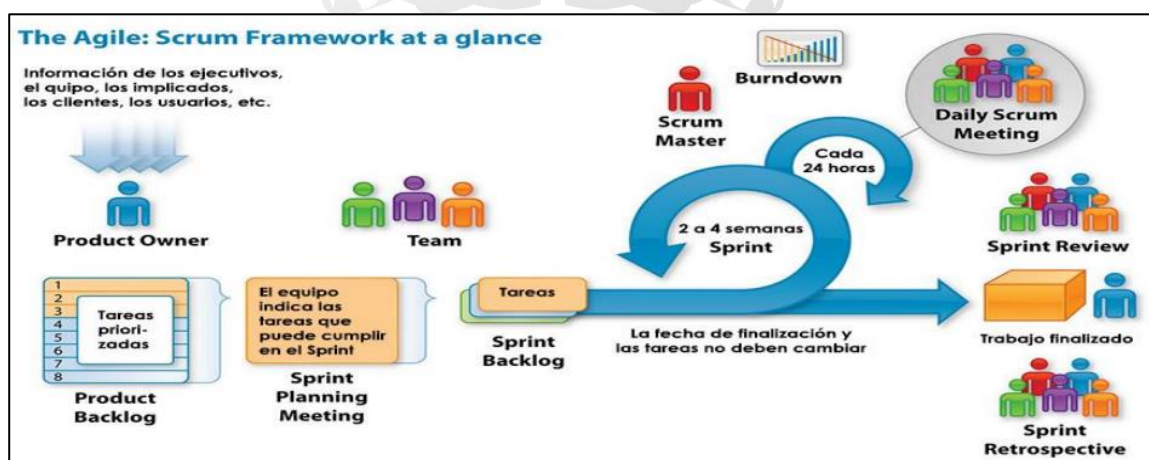 The Agile: Scrum Framework at a glance
Información de los ejecutivos,
el quipo, los implicados,
los clientes, los usuarios, etc.
Product Owner
Team
Scrum
Master
Burndown
Daily Scrum
Meeting
Cada
24 horas
2 a 4 semanas
Sprint
Sprint Review
1
2
3
4
5
6
7
8
Tareas
priori-
zadas
Product
Backlog
El equipo
indica las
tareas que
puede cumplir
en el Sprint
Sprint
Planning
Meeting
Tareas
Sprint
Backlog
La fecha de finalización y
las tareas no deben cambiar
Trabajo finalizado
Sprint
Retrospective